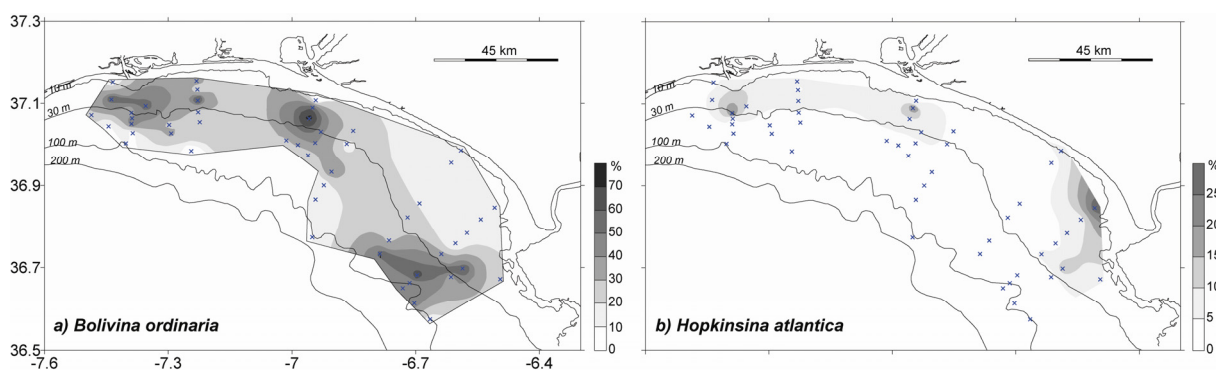 37.3
37.1
36.9
36.7
36.5
-7.6
-7.3
-7
-6.7
-6.4
45 km
10 m
30 m
100 m
200 m
%
70
60
50
40
30
20
10
0
a) Bolivina ordinaria
45 km
10 m
30 m
100 m
200 m
%
25
20
15
10
5
0
b) Hopkinsina atlantica